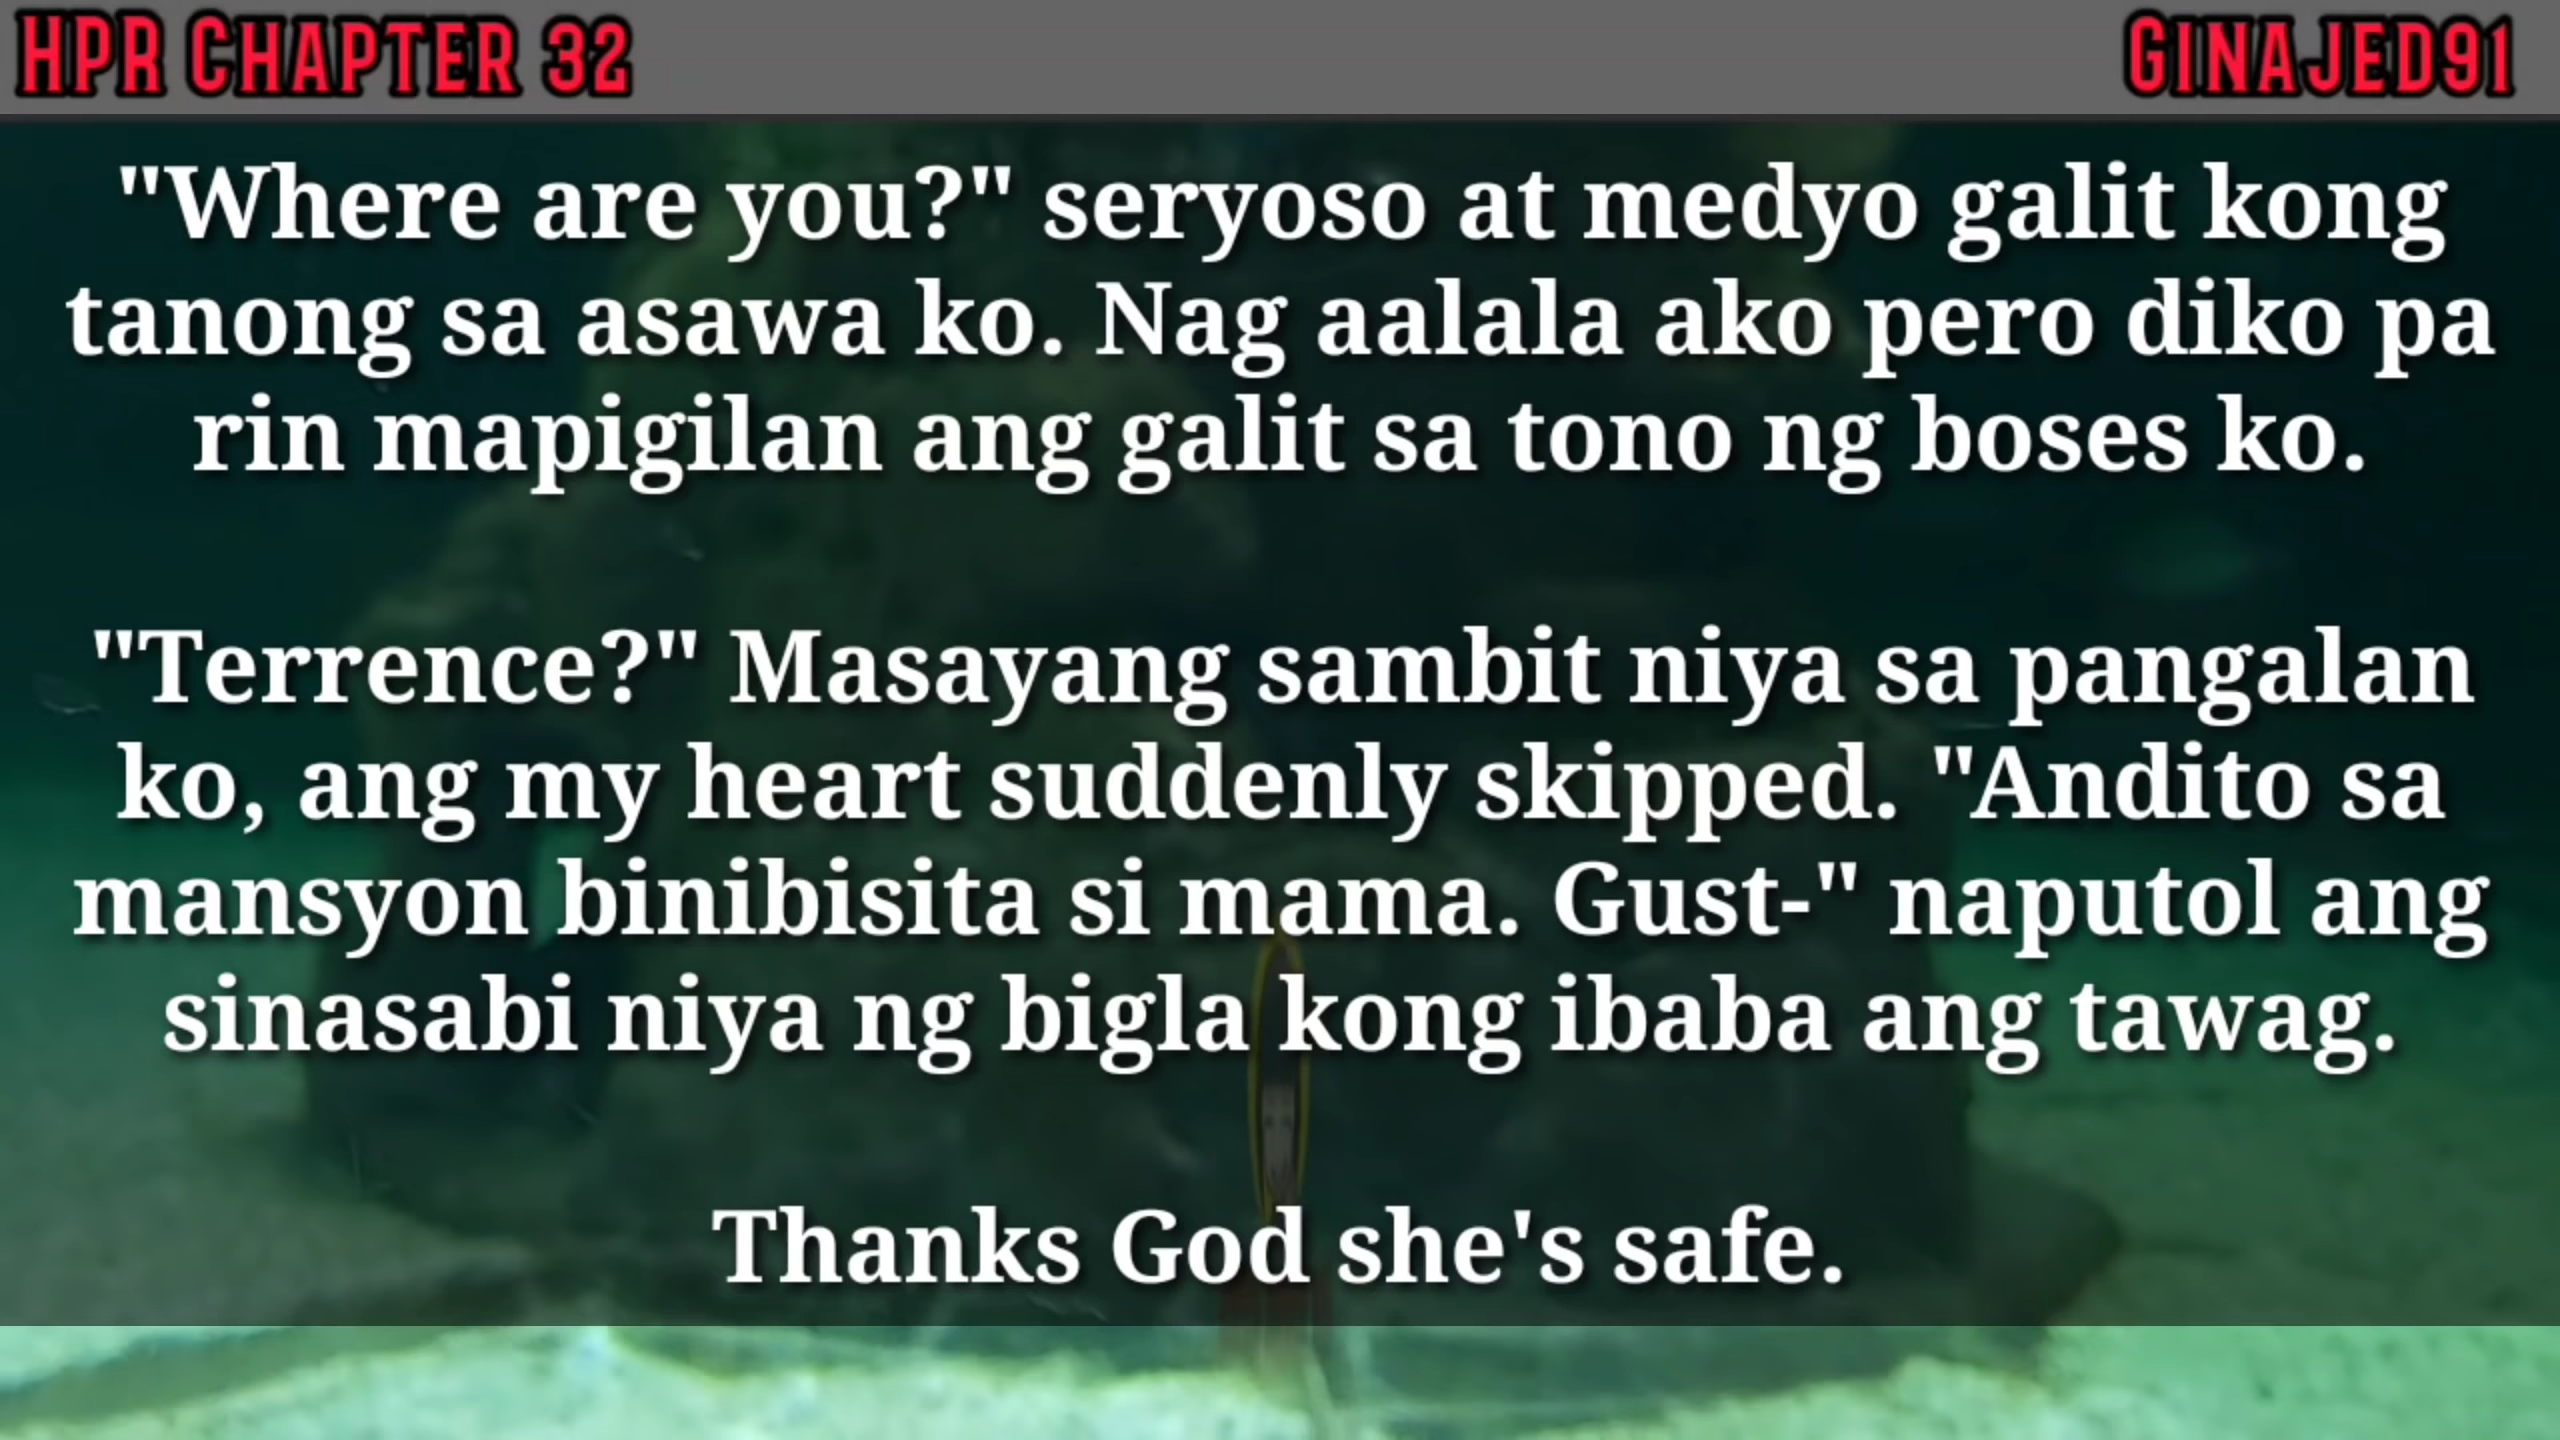 HPR CHAPTER 32
GINAJED91
"Where are you?" seryoso at medyo galit kong
tanong sa asawa ko. Nag aalala ako pero diko pa
rin mapigilan ang galit sa tono ng boses ko.
"Terrence?" Masayang sambit niya sa pangalan
ko, ang my heart suddenly skipped. "Andito sa
mansyon binibisita si mama. Gust-" naputol ang
sinasabi niya ng bigla kong ibaba ang tawag.
Thanks God she's safe.